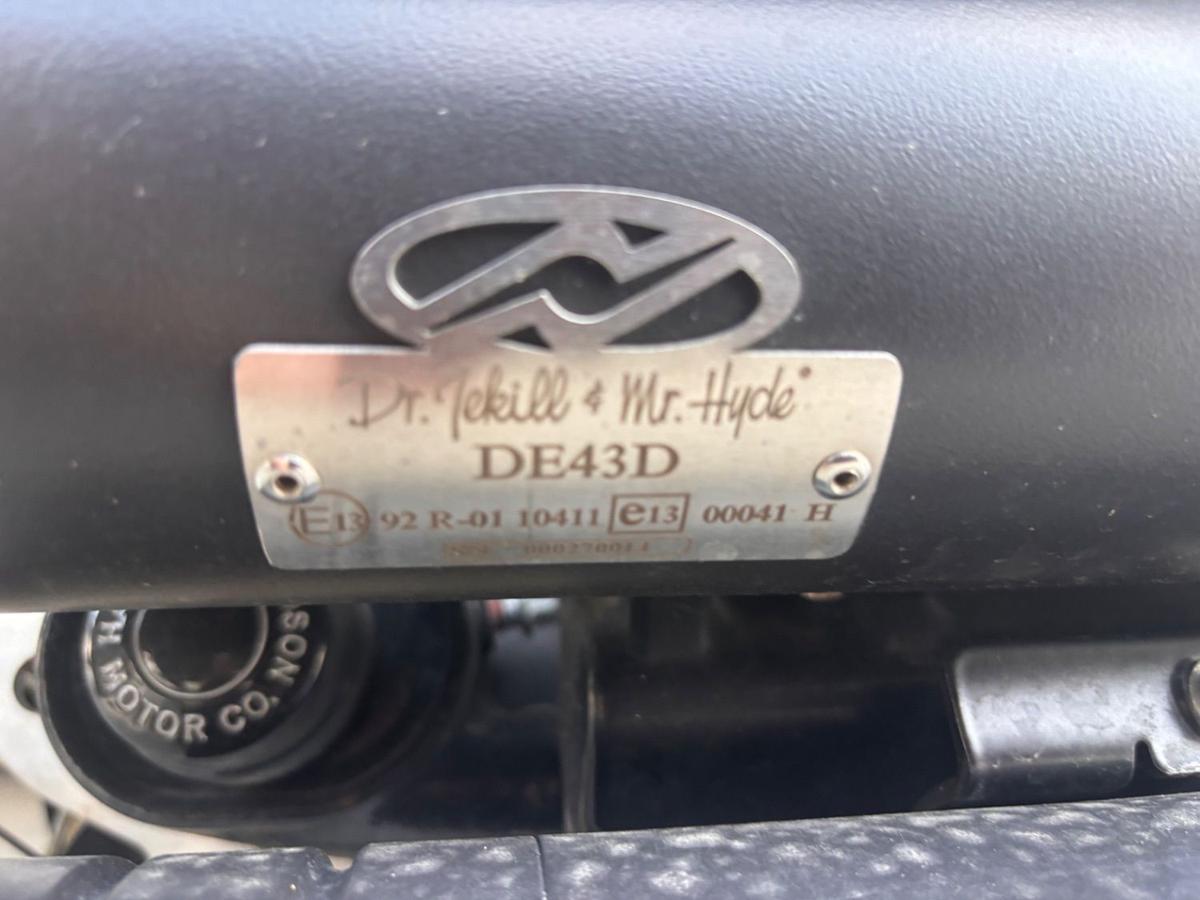 Dr. Jekill & Mr. Hyde®
DE43D
E13 92 R-01 10411 e13 00041 H
MOTOR CO.